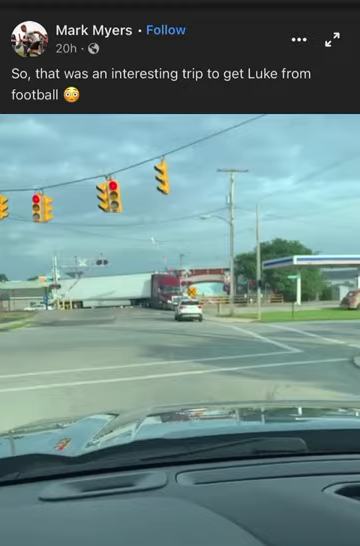 Mark Myers • Follow
20h •
So, that was an interesting trip to get Luke from
football 😳